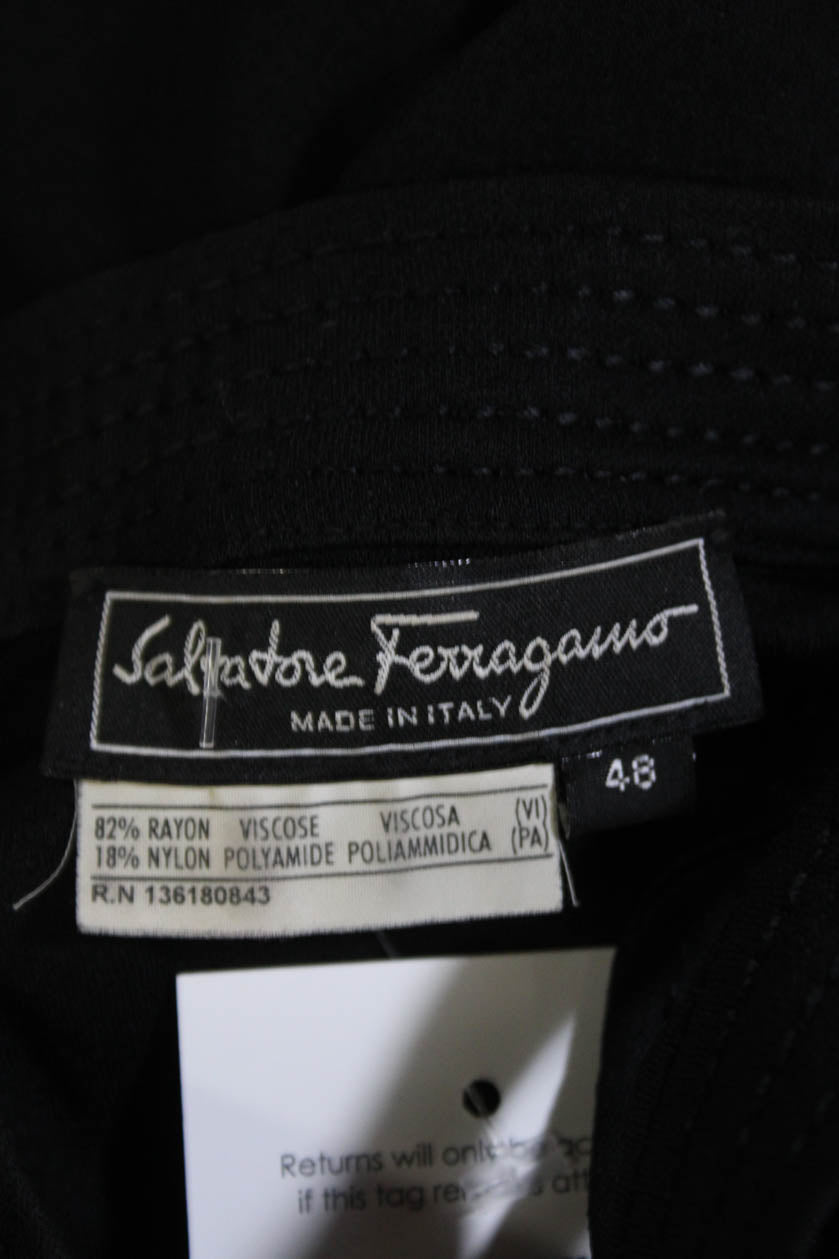 Salvatore Ferragamo
MADE IN ITALY
48
82% RAYON VISCOSE VISCOSA (VI)
18% NYLON POLYAMIDE POLIAMMIDICA (PA)
R.N 136180843
Returns will only be
if this tag